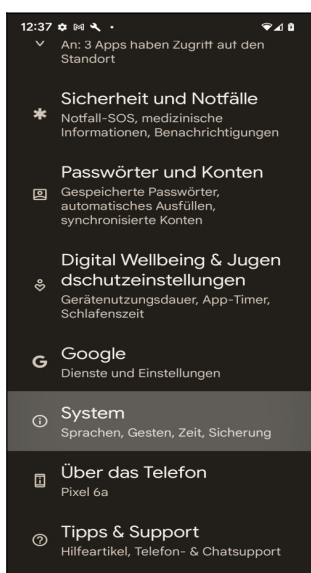 12:37
An: 3 Apps haben Zugriff auf den
Standort
Sicherheit und Notfälle
Notfall-SOS, medizinische
Informationen, Benachrichtigungen
Passwörter und Konten
Gespeicherte Passwörter,
automatisches Ausfüllen,
synchronisierte Konten
Digital Wellbeing & Jugen
dschutzeinstellungen
Gerätenutzungsdauer, App-Timer,
Schlafenszeit
G Google
Dienste und Einstellungen
System
Sprachen, Gesten, Zeit, Sicherung
Über das Telefon
Pixel 6a
Tipps & Support
Hilfeartikel, Telefon- & Chatsupport